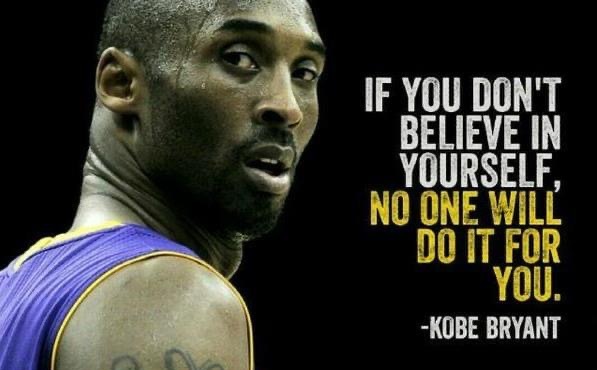 IF YOU DON'T
BELIEVE IN
YOURSELF,
NO ONE WILL
DO IT FOR
YOU.
-KOBE BRYANT